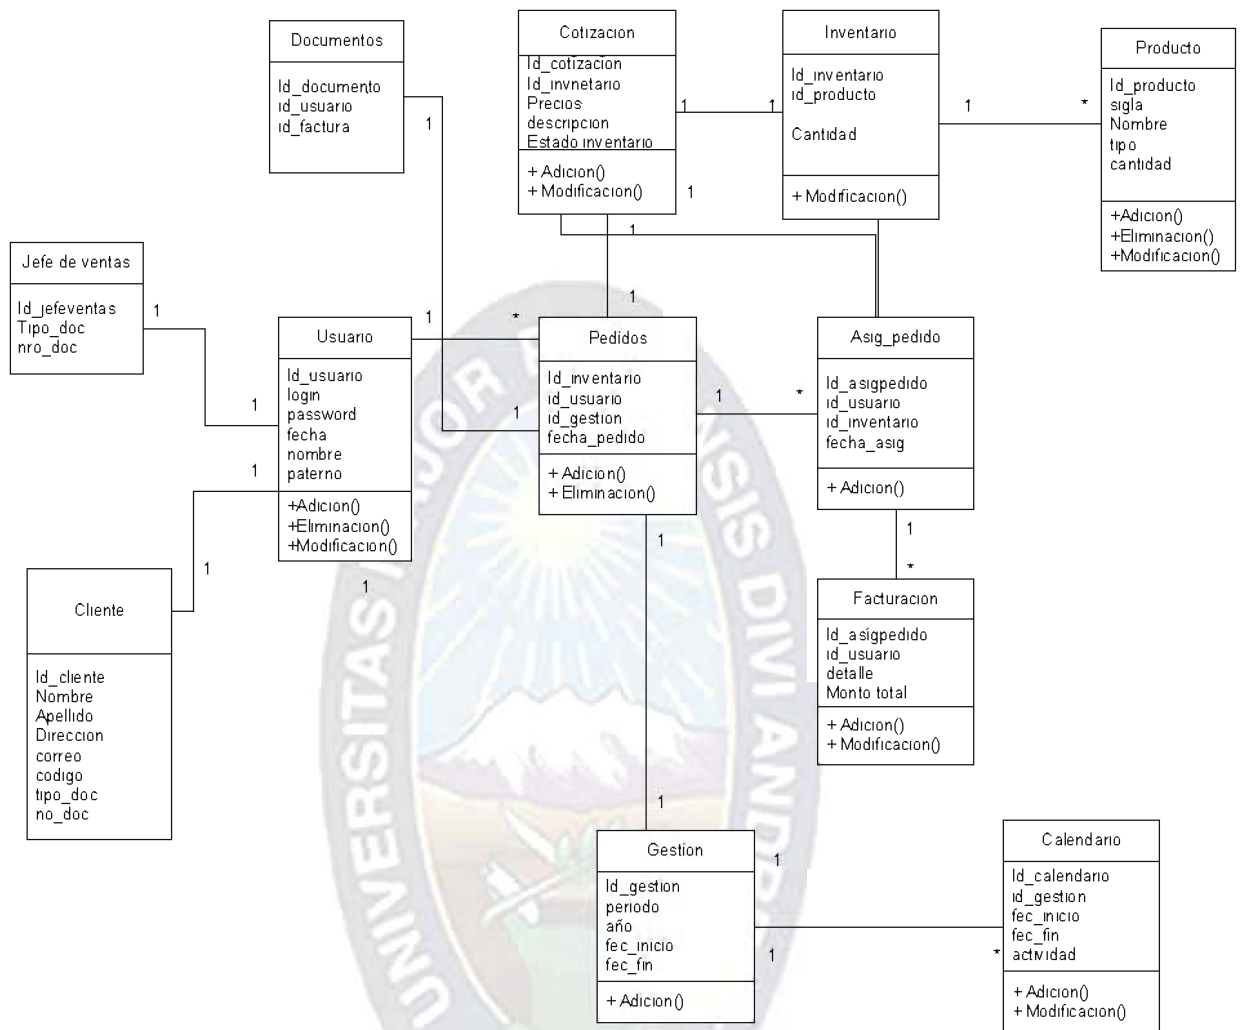 Documentos
Id_documento
id_usuario
id_factura
Cotizacion
Id_cotización
Id_invnetario
Precios
descripcion
Estado inventario
+ Adicion()
+ Modificacion()
Inventario
Id_inventario
id_producto
Cantidad
+ Modificacion()
Producto
Id_producto
sigla
Nombre
tipo
cantidad
+Adicion()
+Eliminacion()
+Modificacion()
1
1
1
1
*
1
1
1
Jefe de ventas
Id_jefeventas
Tipo_doc
nro_doc
1
1
Usuario
Id_usuario
login
password
fecha
nombre
paterno
+Adicion()
+Eliminacion()
+Modificacion()
1
*
1
1
1
1
Pedidos
Id_inventario
id_usuario
id_gestion
fecha_pedido
+ Adicion()
+ Eliminacion()
1
*
1
1
Asig_pedido
Id_asigpedido
id_usuario
id_inventario
fecha_asig
+ Adicion()
1
*
Cliente
Id_cliente
Nombre
Apellido
Direccion
correo
codigo
tipo_doc
no_doc
Facturacion
Id_asigpedido
id_usuario
detalle
Monto total
+ Adicion()
+ Modificacion()
Gestion
Id_gestion
periodo
año
fec_inicio
fec_fin
+ Adicion()
1
1
*
Calendario
Id_calendario
id_gestion
fec_inicio
fec_fin
actividad
+ Adicion()
+ Modificacion()
UNIVERSITAS
DIVI